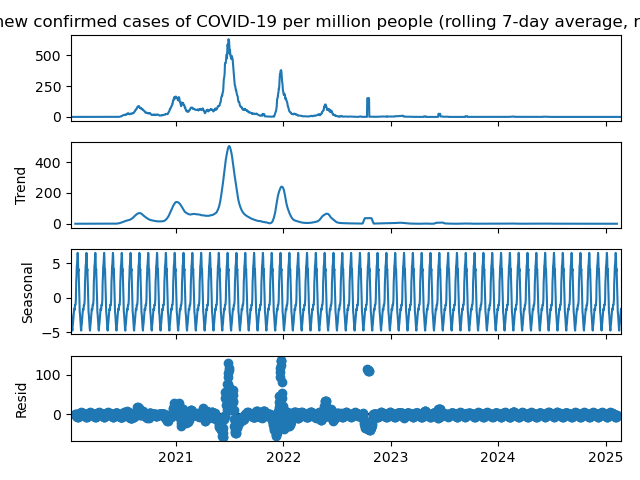 new confirmed cases of COVID-19 per million people (rolling 7-day average, r
500
250
0
Trend
400
200
0
Seasonal
5
0
−5
Resid
100
0
2021 2022 2023 2024 2025